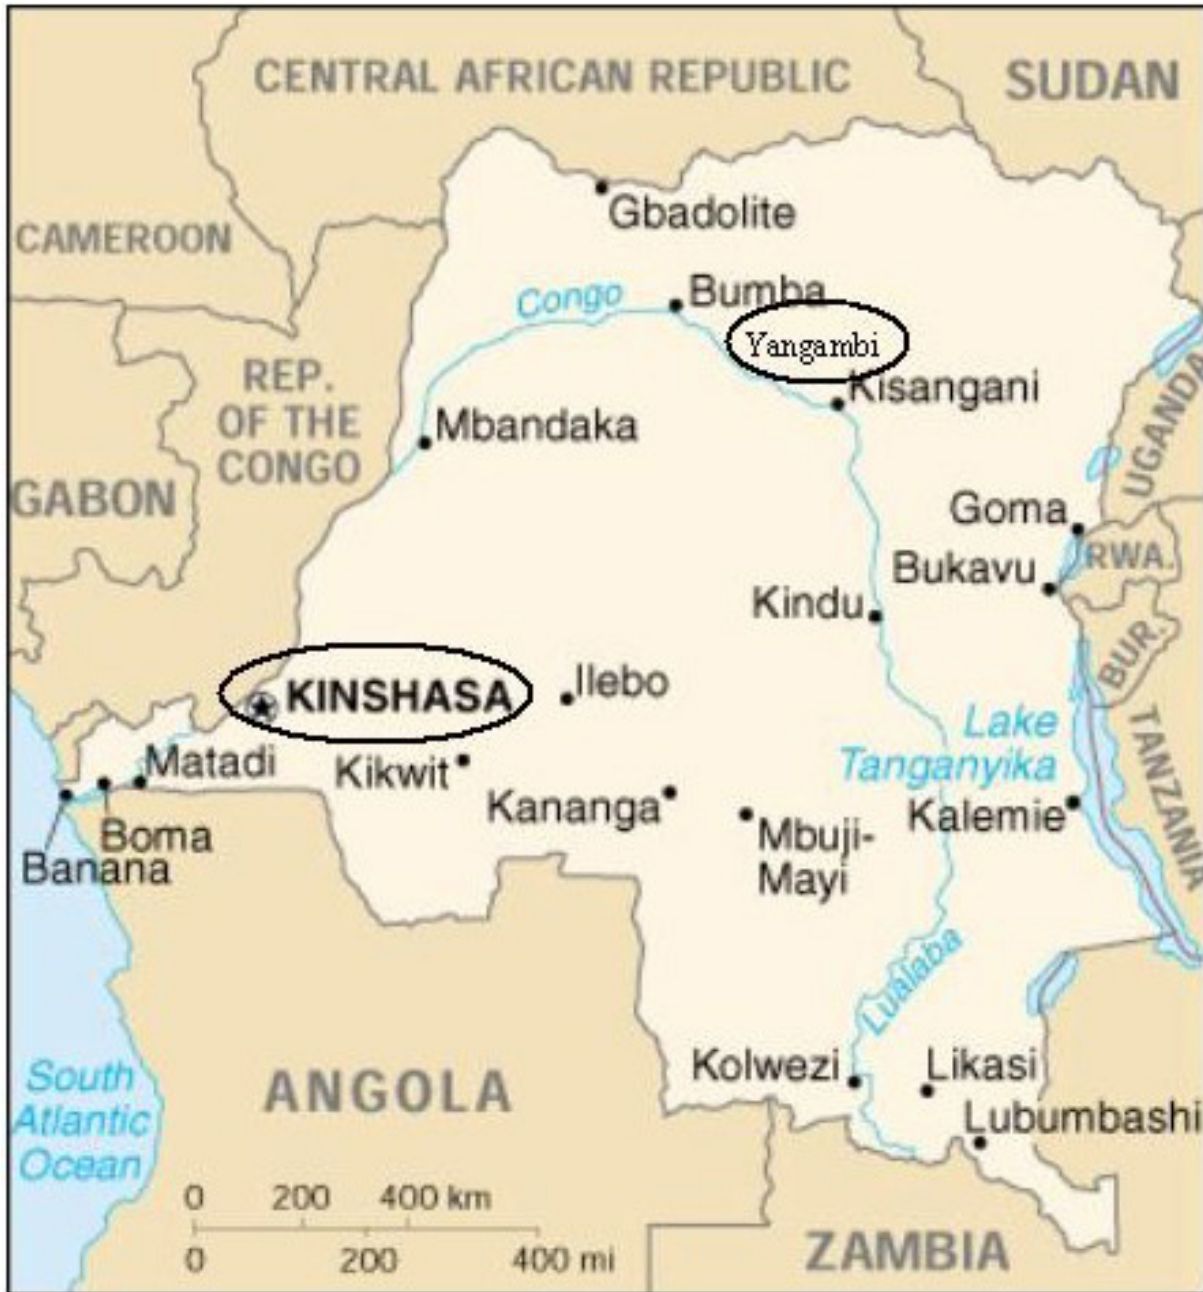 CENTRAL AFRICAN REPUBLIC
SUDAN
CAMEROON
Gbadolite
Congo
Bumba
Yangambi
REP.
OF THE
CONGO
Kisangani
Mbandaka
UGANDA
GABON
Goma
RWA.
Bukavu
Kindu
BUR.
KINSHASA
Ilebo
Lake
Tanganyika
TANZANIA
Matadi
Kikwit
Kananga
Kalemie
Boma
Mbuji-
Mayi
Banana
Lualaba
Kolwezi
Likasi
South
Atlantic
Ocean
ANGOLA
Lubumbashi
0 200 400 km
0 200 400 mi
ZAMBIA